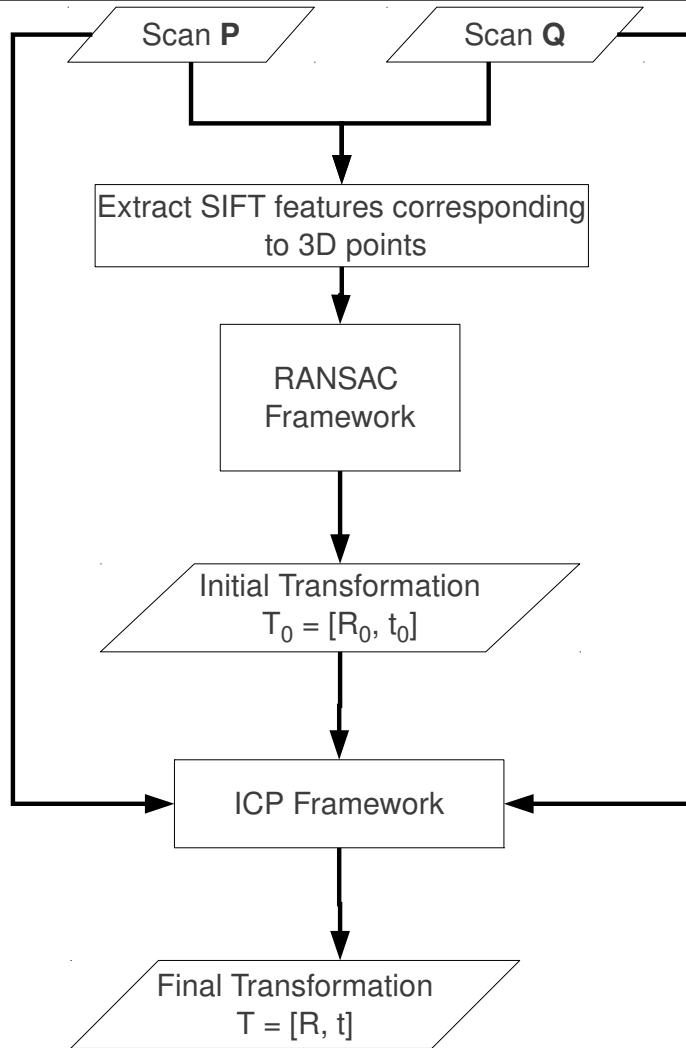 Scan P
Scan Q
Extract SIFT features corresponding
to 3D points
RANSAC
Framework
Initial Transformation
T₀ = [R₀, t₀]
ICP Framework
Final Transformation
T = [R, t]